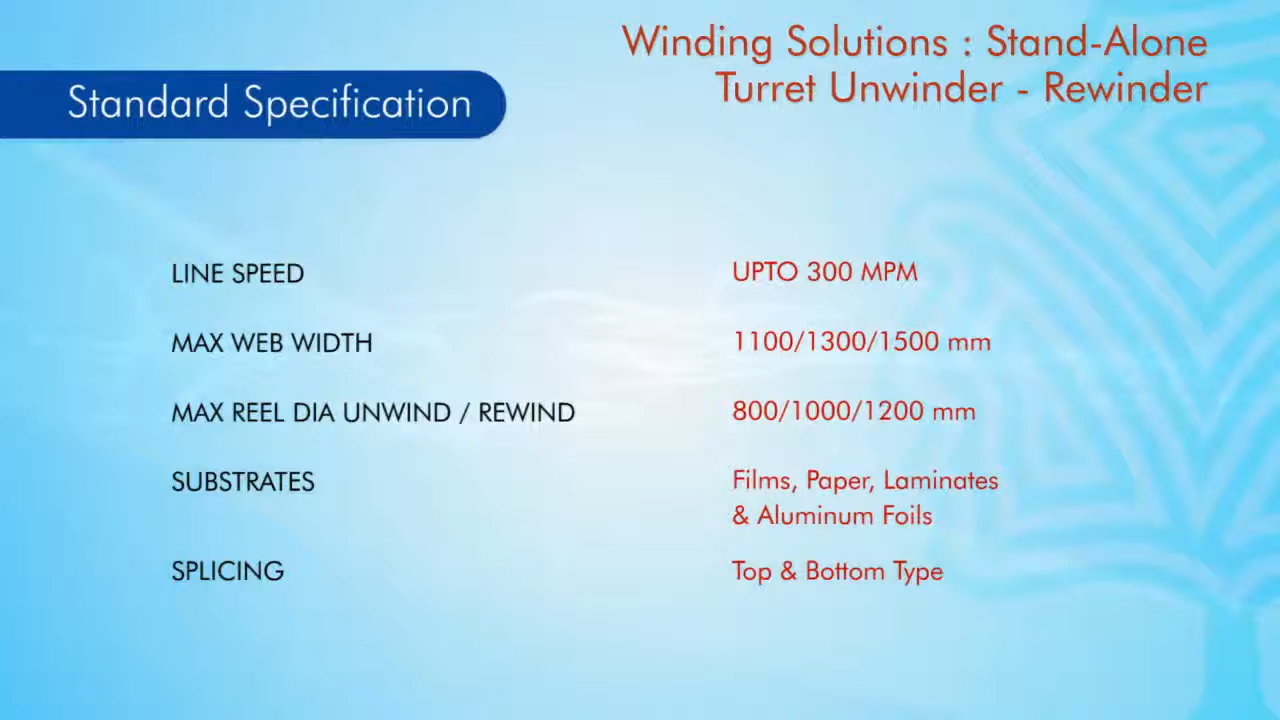 Winding Solutions : Stand-Alone
Turret Unwinder - Rewinder
Standard Specification
LINE SPEED UPTO 300 MPM
MAX WEB WIDTH 1100/1300/1500 mm
MAX REEL DIA UNWIND / REWIND 800/1000/1200 mm
SUBSTRATES Films, Paper, Laminates
& Aluminum Foils
SPLICING Top & Bottom Type